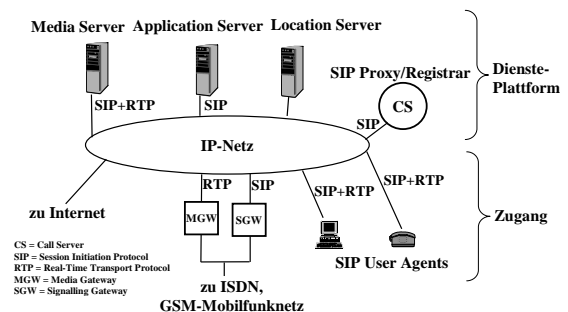 Media Server
Application Server
Location Server
SIP Proxy/Registrar
Dienste-
Plattform
SIP+RTP
SIP
CS
SIP
IP-Netz
RTP
SIP
SIP+RTP
SIP+RTP
zu Internet
MGW
SGW
Zugang
CS = Call Server
SIP = Session Initiation Protocol
RTP = Real-Time Transport Protocol
MGW = Media Gateway
SGW = Signalling Gateway
SIP User Agents
zu ISDN,
GSM-Mobilfunknetz